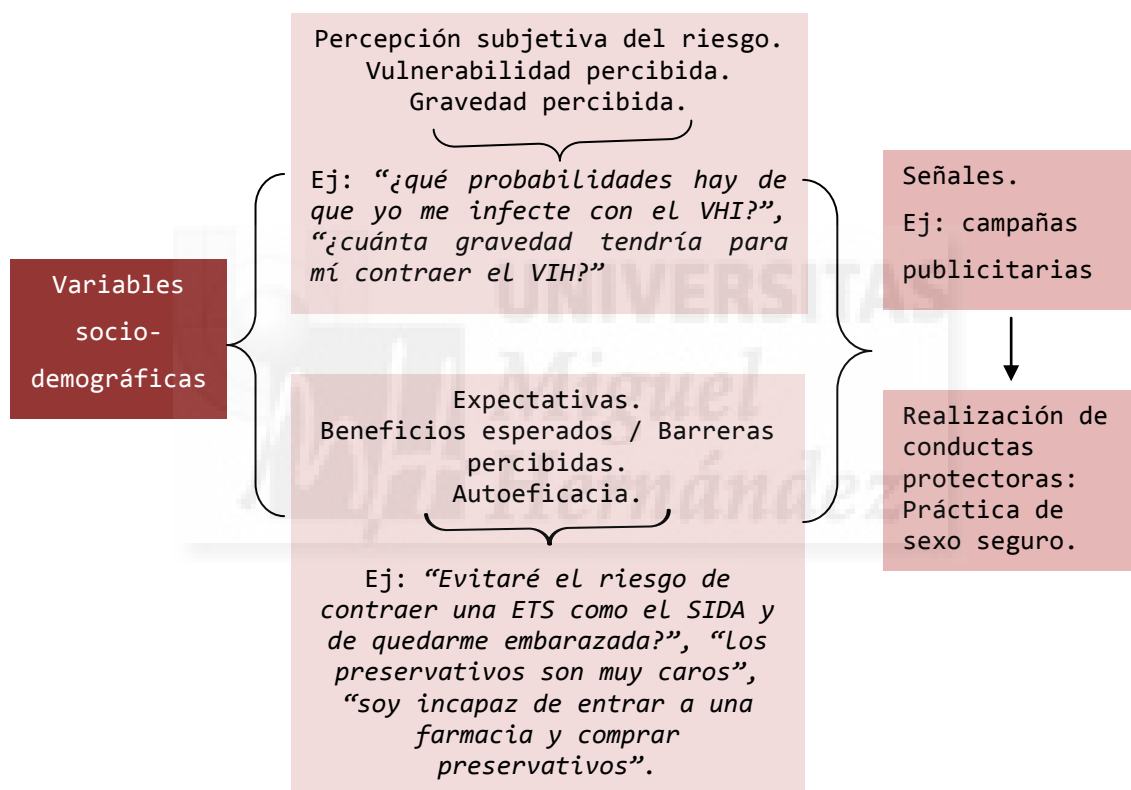 Percepción subjetiva del riesgo.
Vulnerabilidad percibida.
Gravedad percibida.
Ej: “¿qué probabilidades hay de
que yo me infecte con el VHI?”,
“¿cuánta gravedad tendría para
mí contraer el VIH?”
Variables
socio-
demográficas
Expectativas.
Beneficios esperados / Barreras
percibidas.
Autoeficacia.
Ej: “Evitaré el riesgo de
contraer una ETS como el SIDA y
de quedarme embarazada?”, “los
preservativos son muy caros”,
“soy incapaz de entrar a una
farmacia y comprar
preservativos”.
Señales.
Ej: campañas
publicitarias
Realización de
conductas
protectoras:
Práctica de
sexo seguro.
UNIVERSITAS
Miguel
Hernández